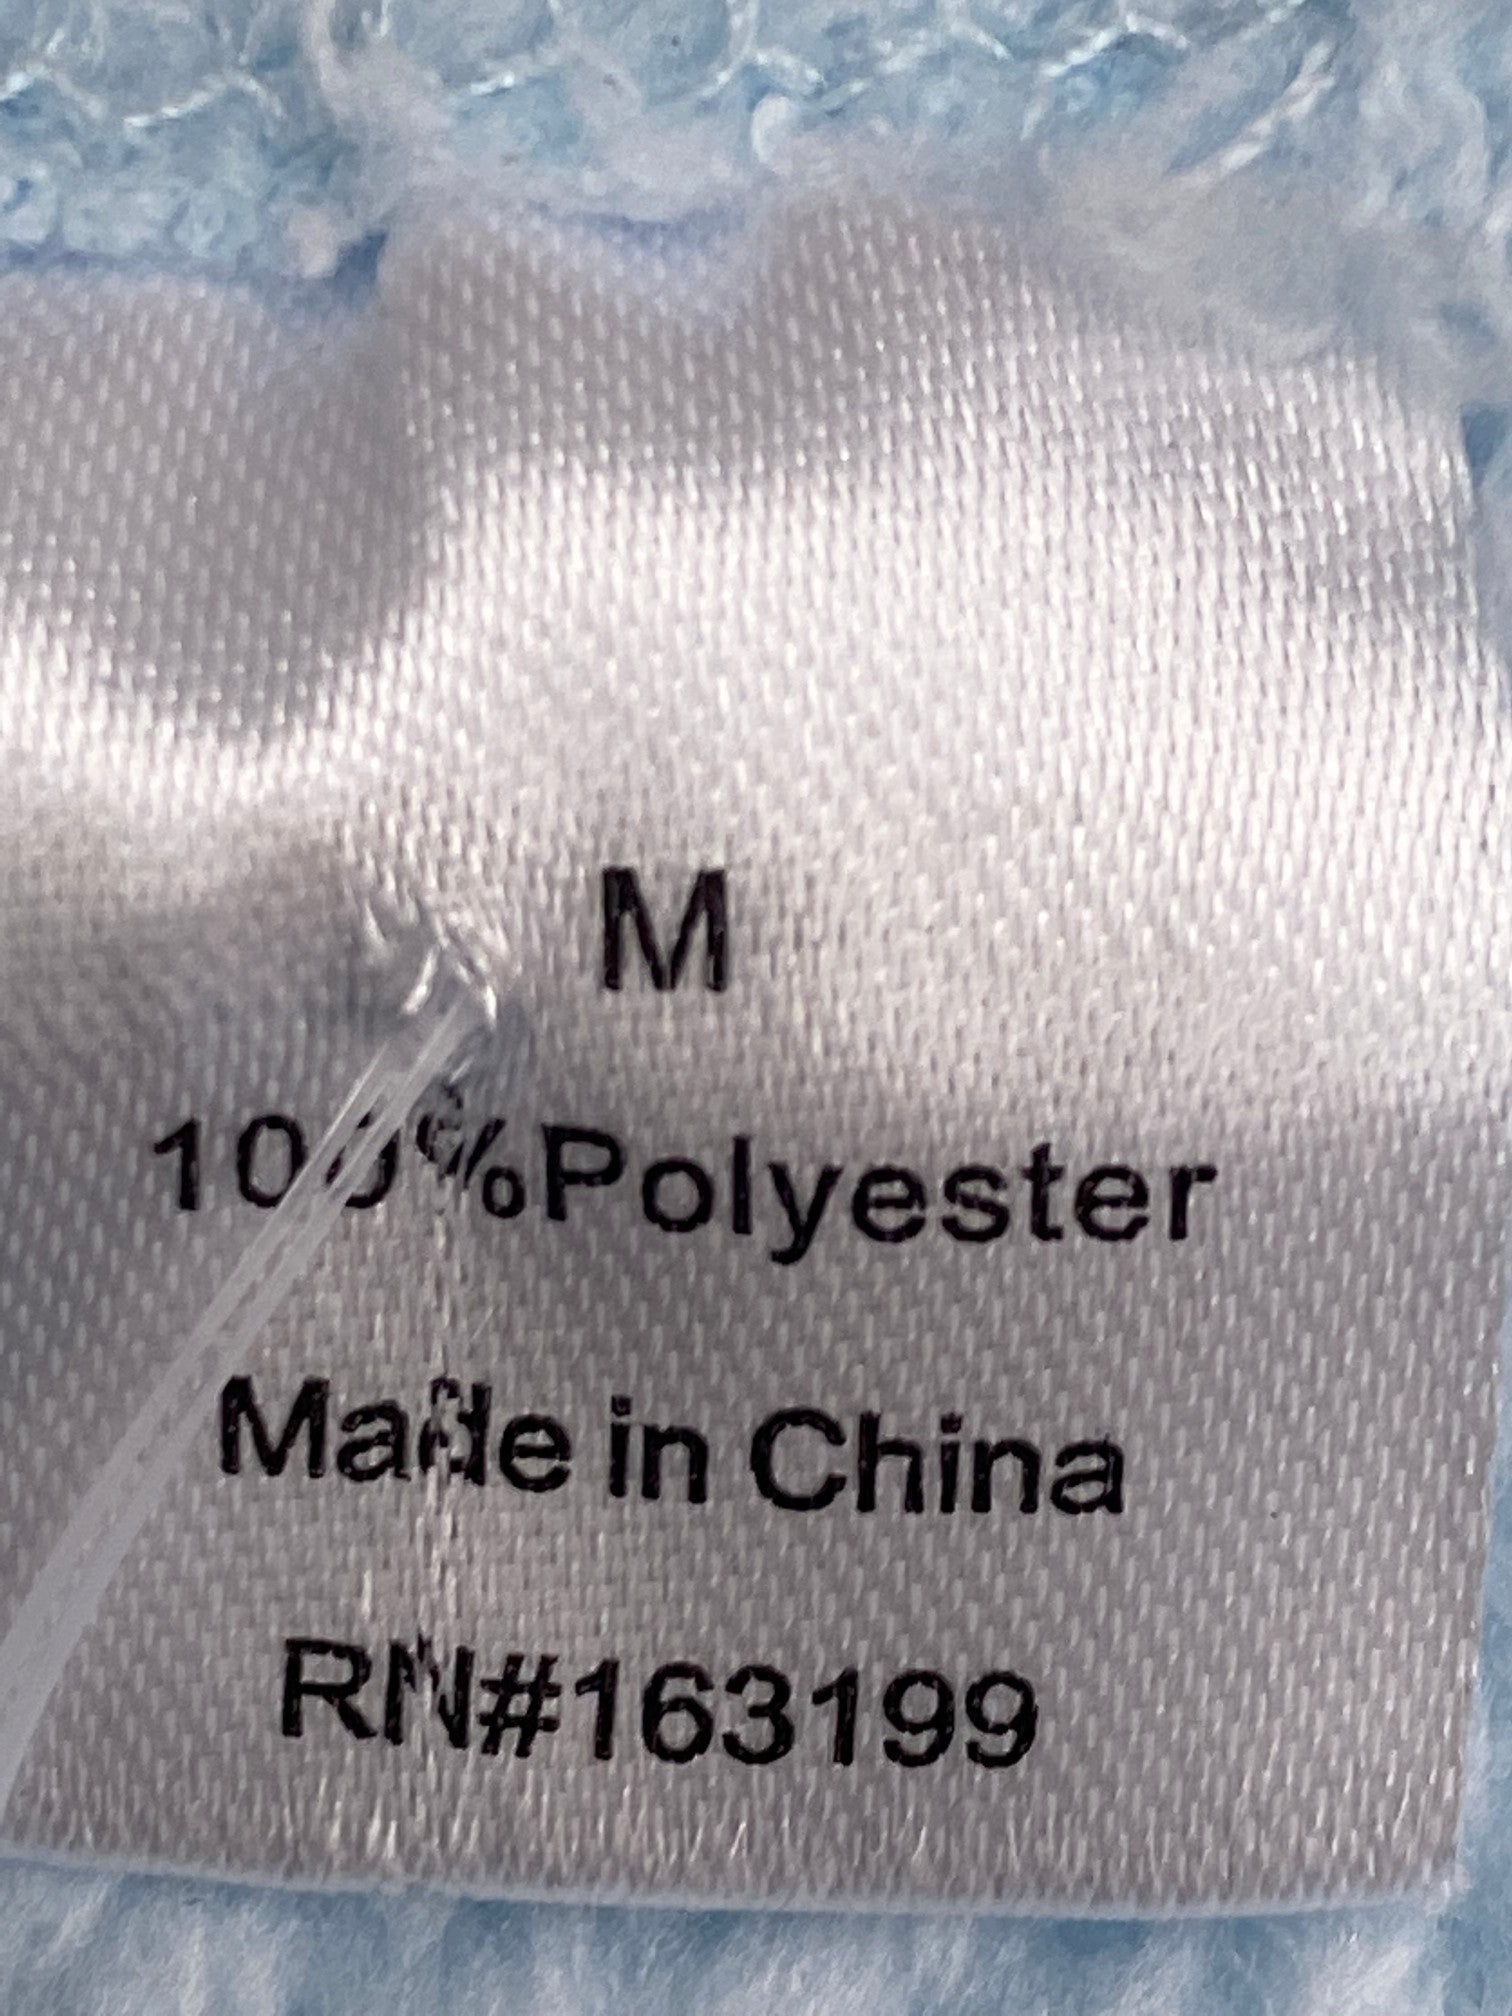 M
100%Polyester
Made in China
RN#163199